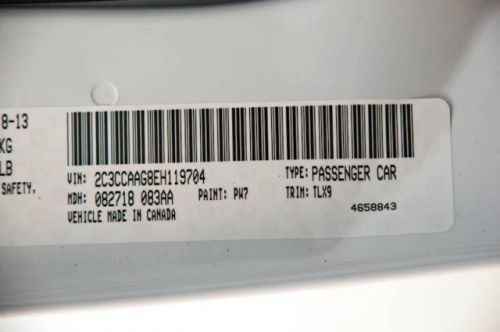 8-13
KG
LB
SAFETY,
VIN: 2C3CCAAG8EH119704
TYPE: PASSENGER CAR
MDH: 082718 083AA
PAINT: PW7
TRIM: TLX9
VEHICLE MADE IN CANADA
4658843